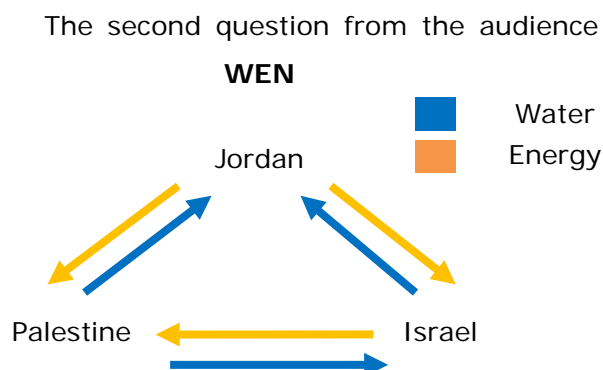 The second question from the audience
WEN
Water
Energy
Jordan
Palestine
Israel